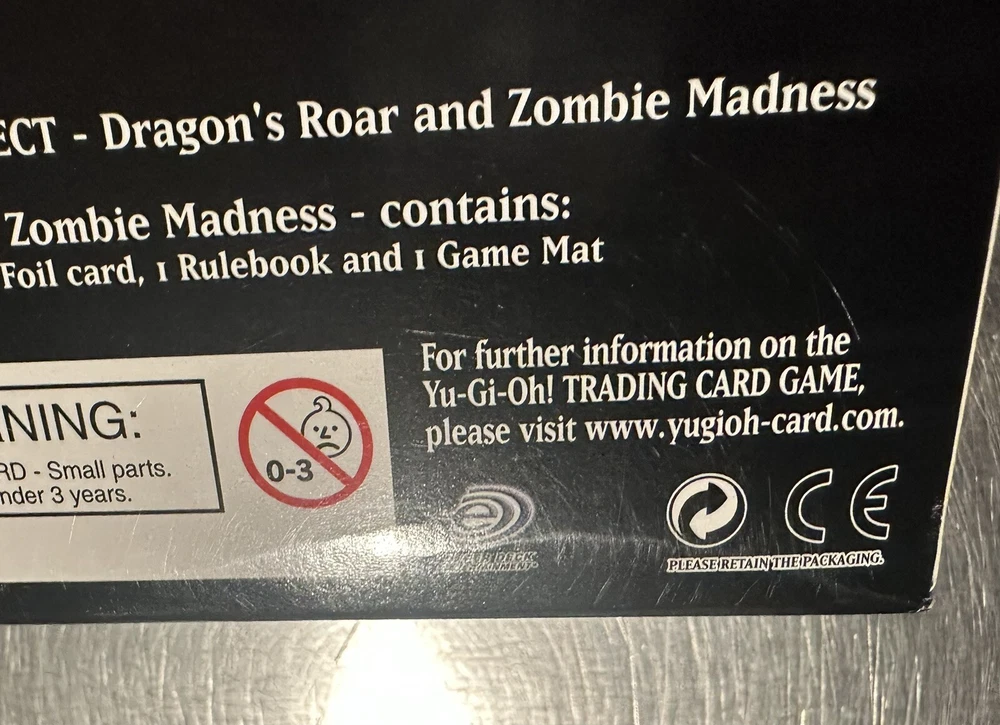 ECT - Dragon's Roar and Zombie Madness
Zombie Madness - contains:
Foil card, 1 Rulebook and 1 Game Mat
NING:
RD - Small parts.
nder 3 years.
0-3
For further information on the
Yu-Gi-Oh! TRADING CARD GAME,
please visit www.yugioh-card.com.
DECK
CE
PLEASE RETAIN THE PACKAGING.